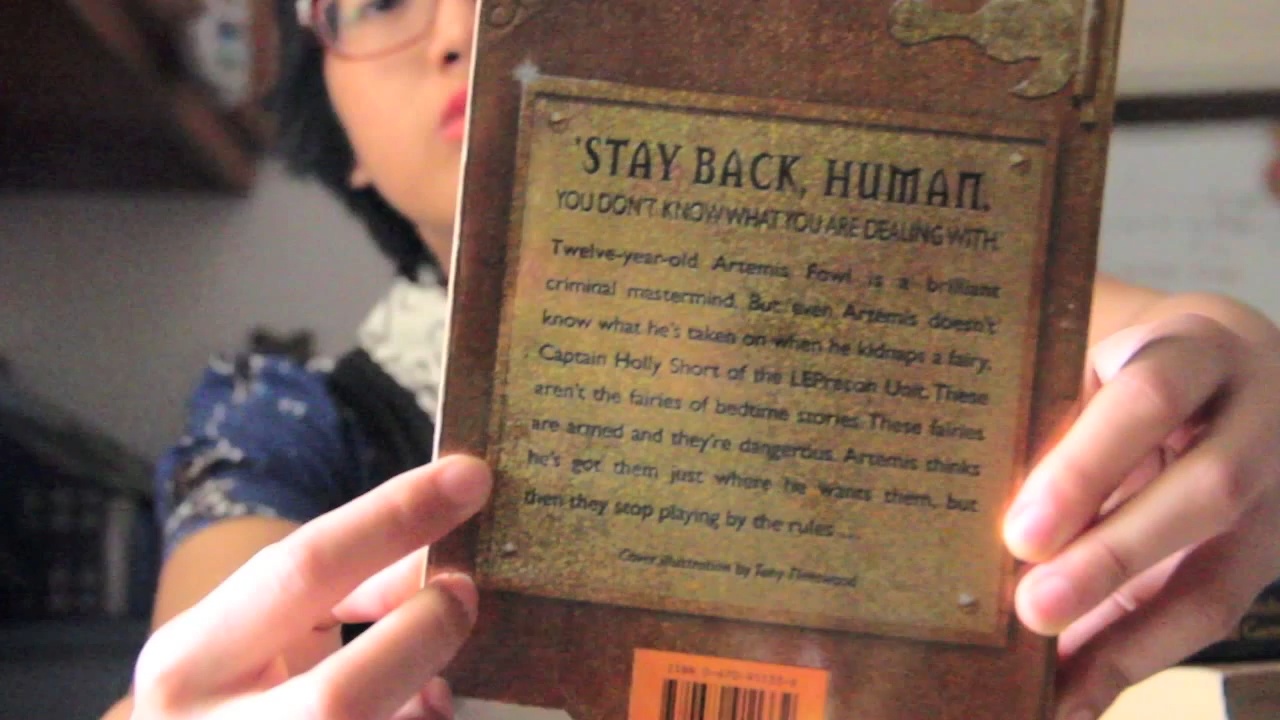 'STAY BACK, HUMAN.
YOU DON'T KNOW WHAT YOU ARE DEALING WITH.'
Twelve-year-old Artemis Fowl is a brilliant
criminal mastermind. But even Artemis doesn't
know what he's taken on when he kidnaps a fairy,
Captain Holly Short of the LEPrecon Unit. These
aren't the fairies of bedtime stories. These fairies
are armed and they're dangerous. Artemis thinks
he's got them just where he wants them, but
then they stop playing by the rules ...
Cover illustration by Tony Fleetwood
ISBN